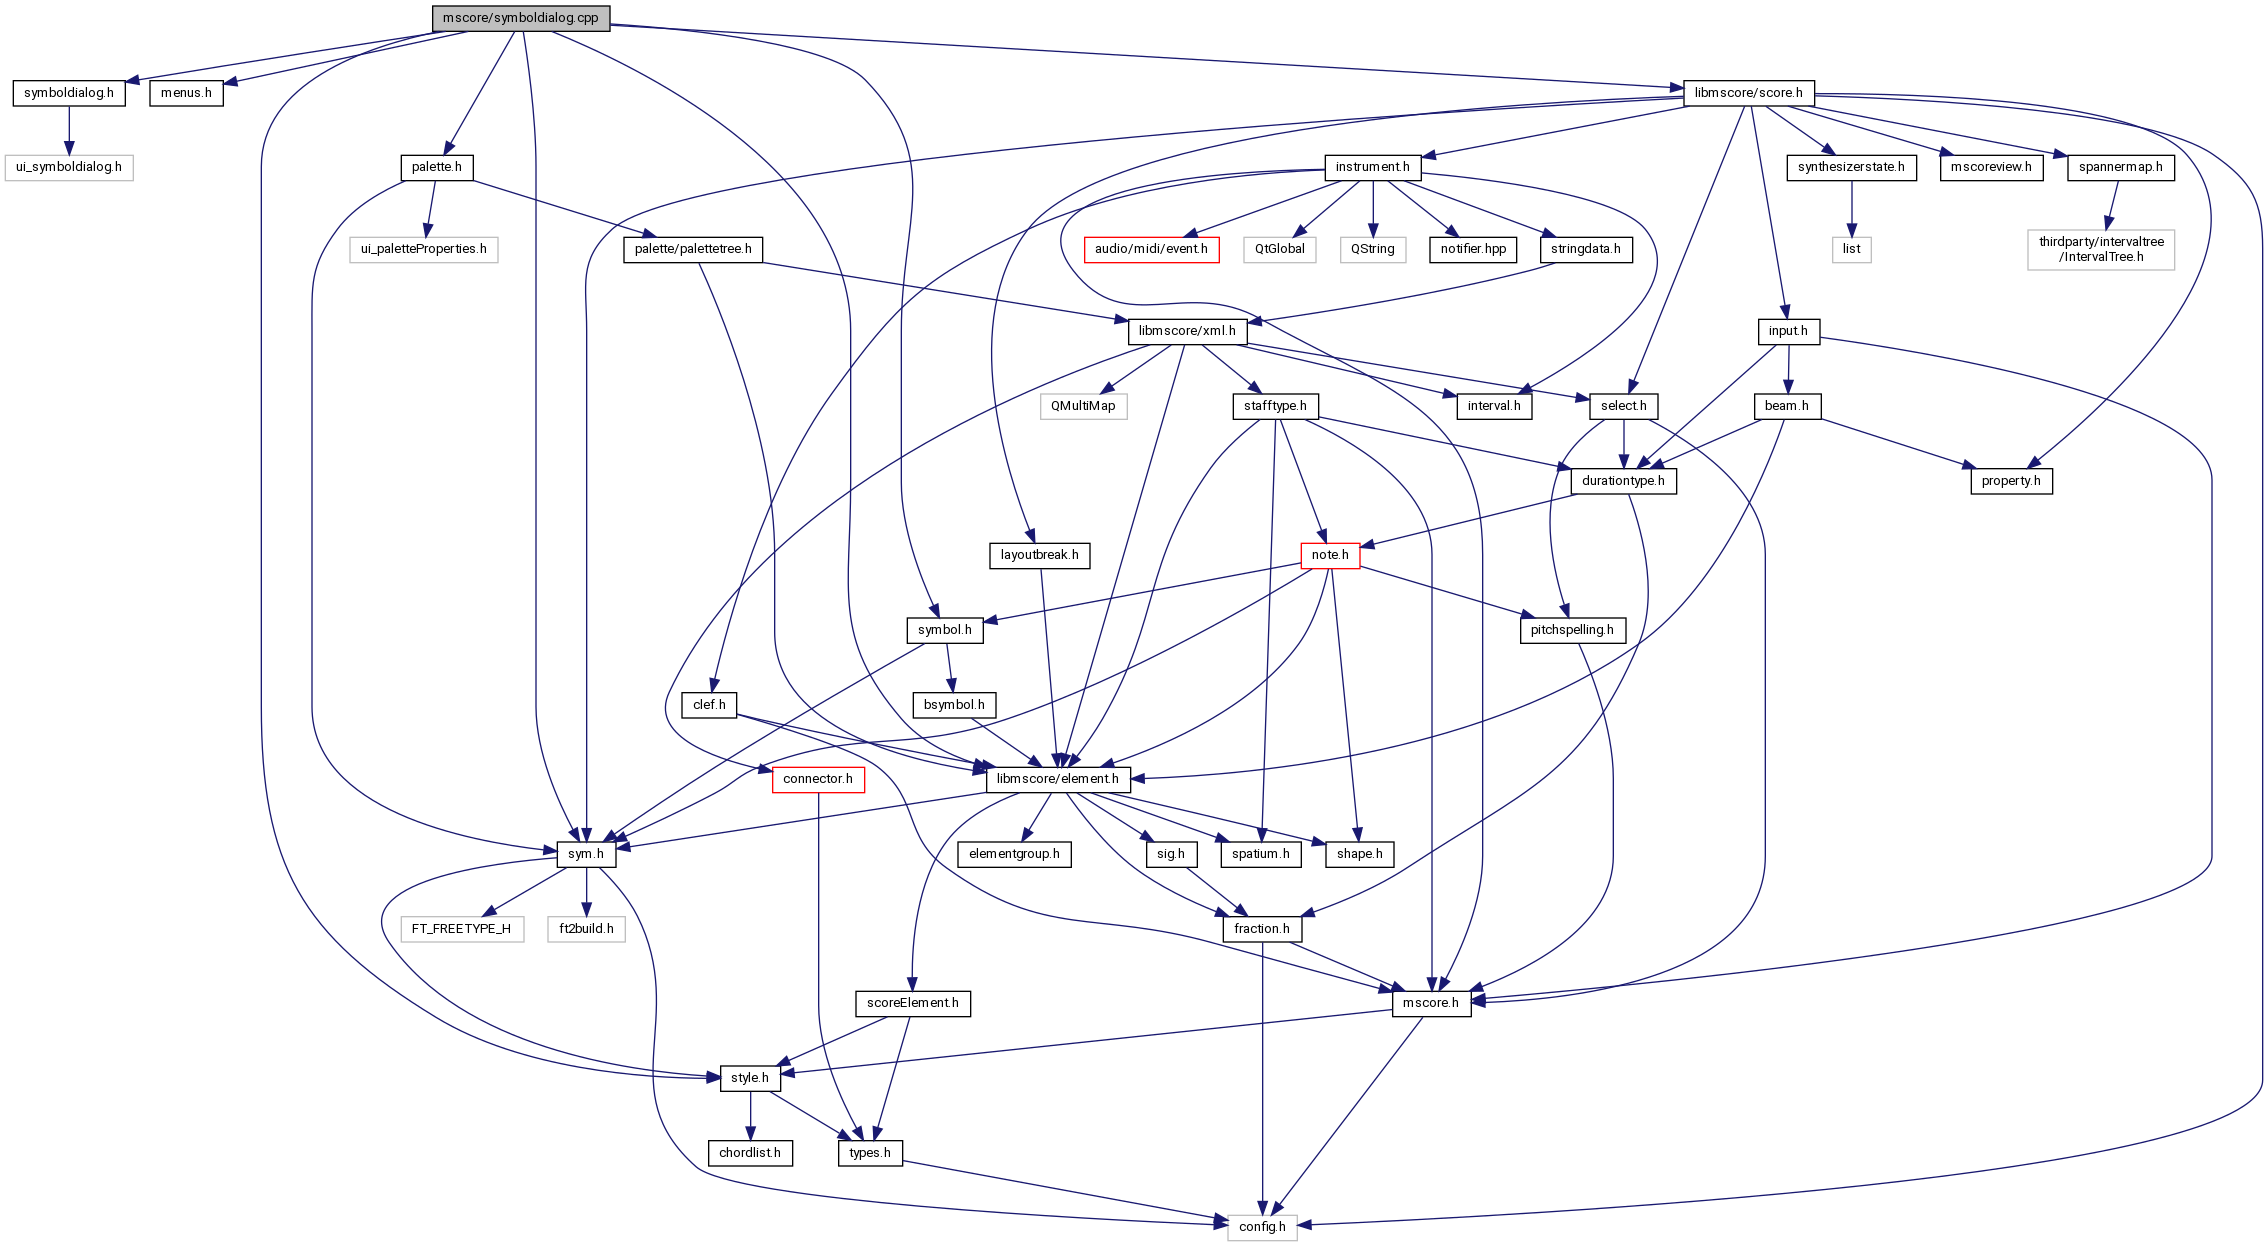 mscore/symboldialog.cpp
symboldialog.h
menus.h
libmscore/score.h
ui_symboldialog.h
palette.h
instrument.h
synthesizerstate.h
mscoreview.h
spannermap.h
ui_paletteProperties.h
palette/palettetree.h
audio/midi/event.h
QtGlobal
QString
notifier.hpp
stringdata.h
list
thirdparty/intervaltree
/IntervalTree.h
libmscore/xml.h
input.h
QMultiMap
stafftype.h
interval.h
select.h
beam.h
durationtype.h
property.h
layoutbreak.h
note.h
symbol.h
pitchspelling.h
clef.h
bsymbol.h
connector.h
libmscore/element.h
sym.h
elementgroup.h
sig.h
spatium.h
shape.h
FT_FREETYPE_H
ft2build.h
fraction.h
scoreElement.h
mscore.h
style.h
chordlist.h
types.h
config.h